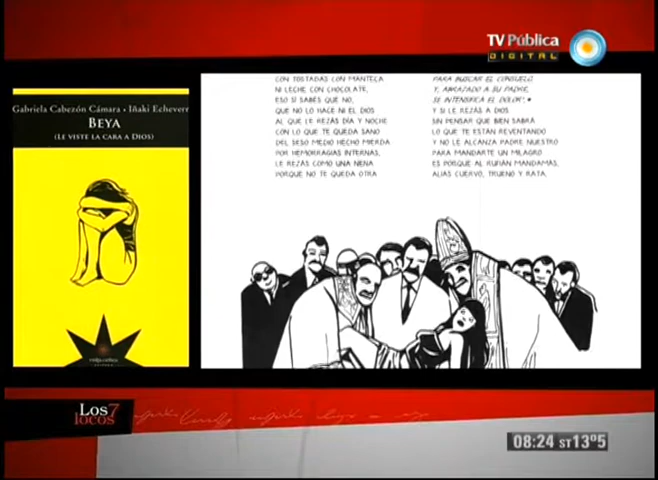 TV Pública
DIGITAL
Gabriela Cabezón Cámara • Iñaki Echeverr
BEYA
(LE VISTE LA CARA A DIOS)
CON TOSTADAS CON MANTECA
NI LECHE CON CHOCOLATE,
ESO SÍ SABÉS QUE NO,
QUE NO LO HACE NI EL DIOS
AL QUE LE REZÁS DÍA Y NOCHE
CON LO QUE TE QUEDA SANO
DEL SESO MEDIO HECHO MIERDA
POR HEMORRAGIAS INTERNAS,
LE REZÁS COMO UNA NENA
PORQUE NO TE QUEDA OTRA
PARA BUSCAR EL CONSUELO
Y, ABRAZADO A SU PADRE,
SE INTENSIFICA EL DOLOR",*
Y SI LE REZÁS A DIOS
SIN PENSAR QUE BIEN SABRÁ
LO QUE TE ESTÁN REVENTANDO
Y NO LE ALCANZA PADRE NUESTRO
PARA MANDARTE UN MILAGRO
ES PORQUE AL RUFIÁN MANDAMÁS,
ALIAS CUERVO, TRUENO Y RATA,
Los 7
locos
08:24 ST 13º5